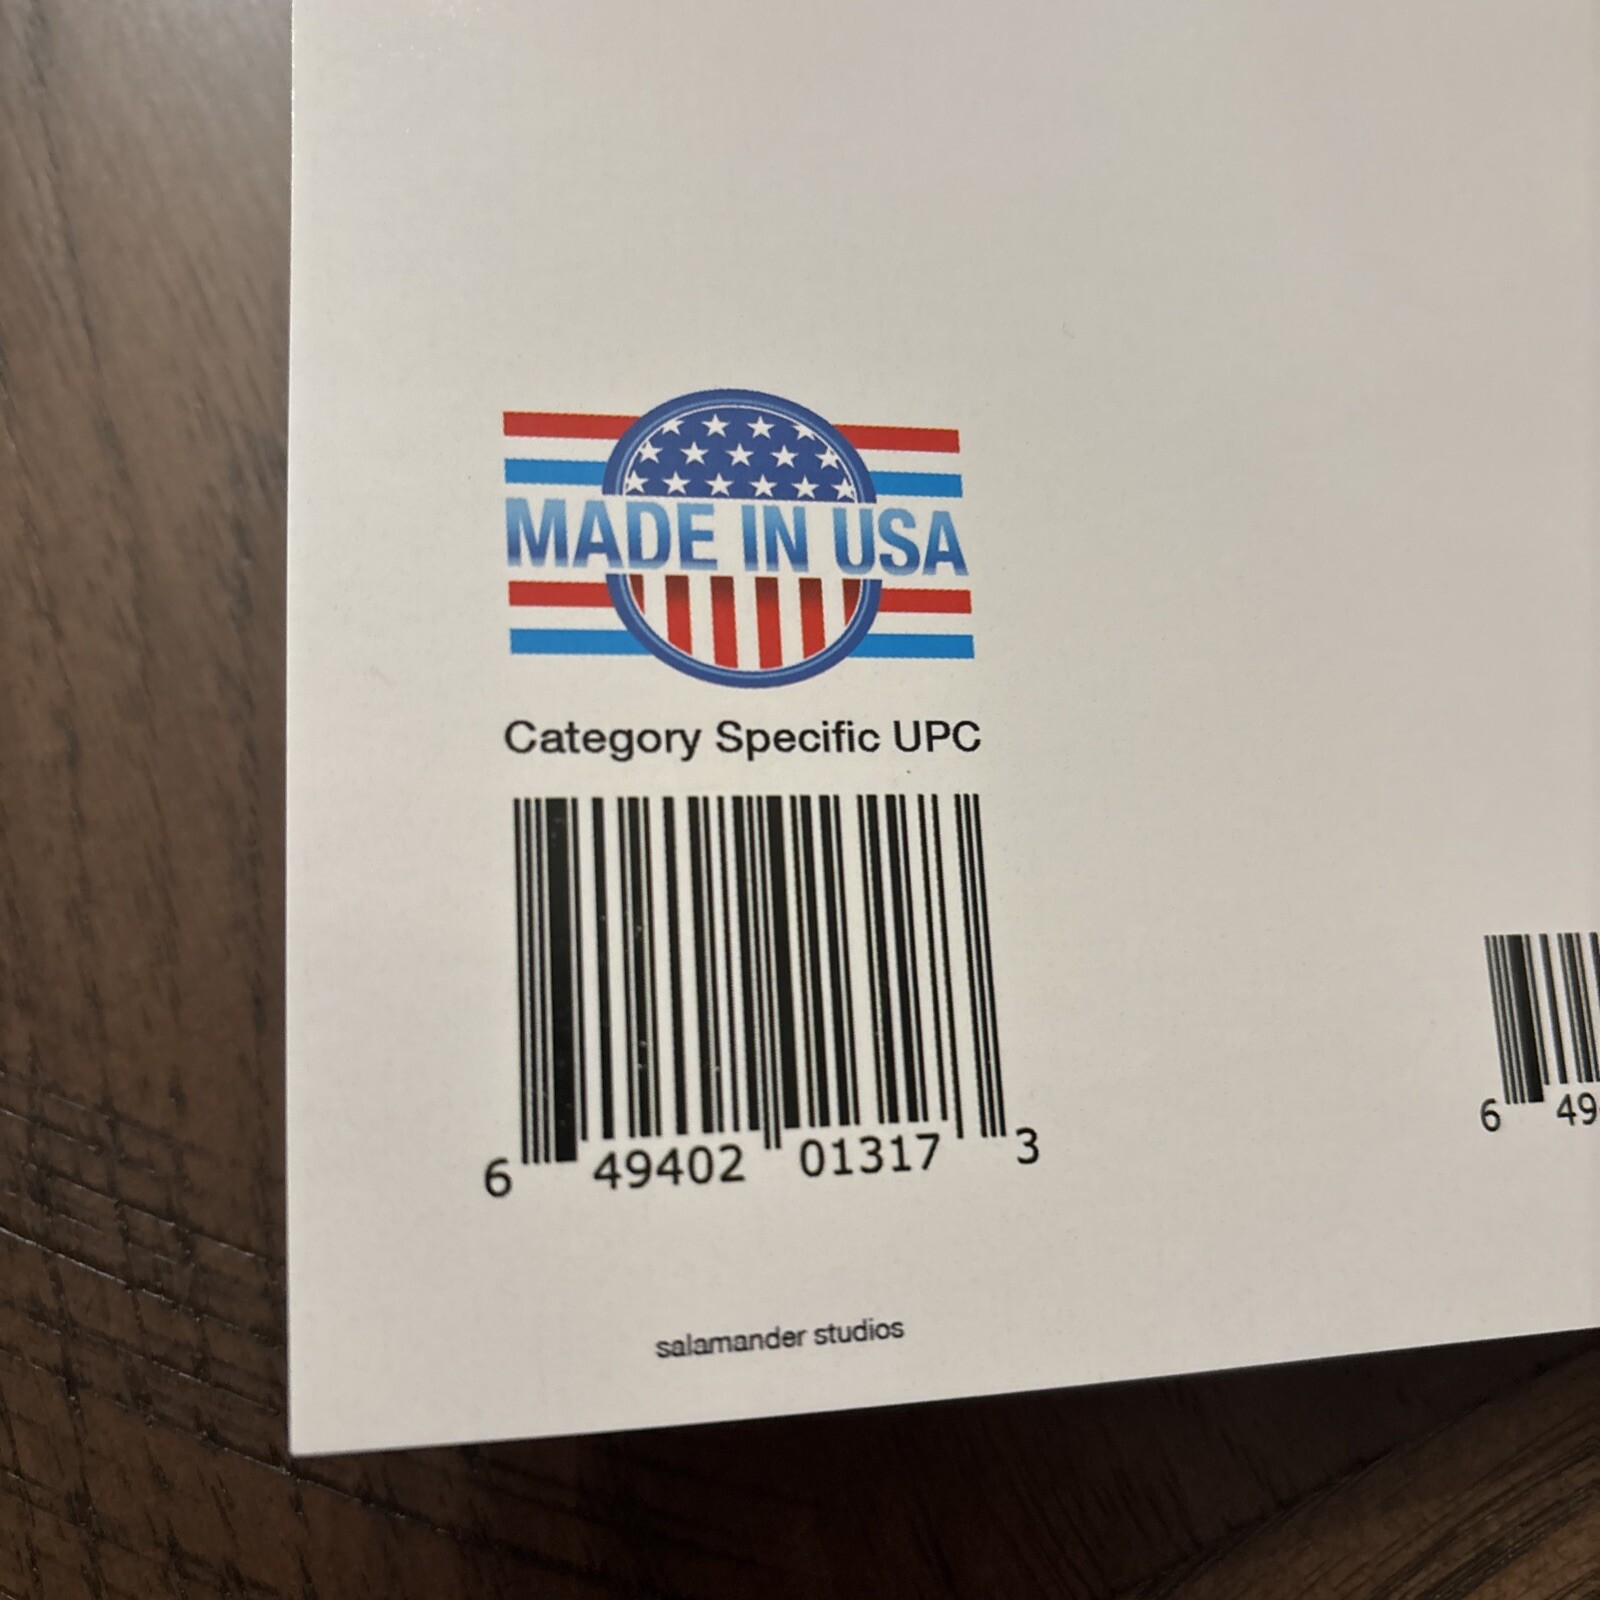 MADE IN USA
Category Specific UPC
6 49402 01317 3
6 49
salamander studios